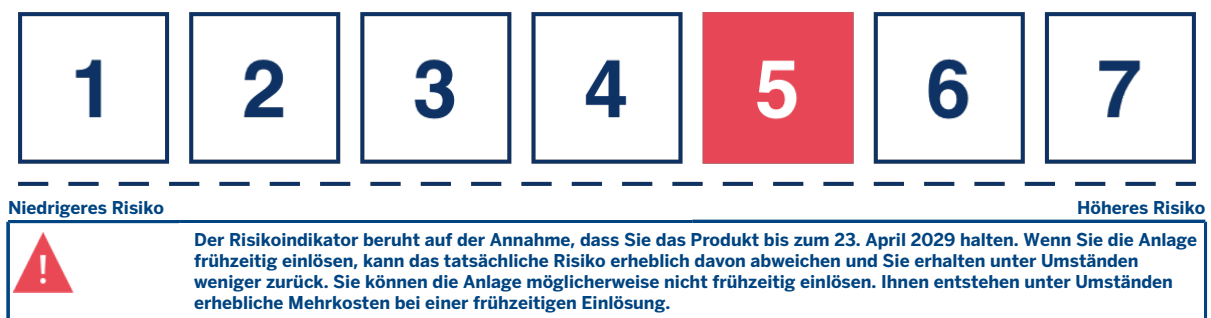 1 2 3 4 5 6 7
Niedrigeres Risiko Höheres Risiko
!
Der Risikoindikator beruht auf der Annahme, dass Sie das Produkt bis zum 23. April 2029 halten. Wenn Sie die Anlage
frühzeitig einlösen, kann das tatsächliche Risiko erheblich davon abweichen und Sie erhalten unter Umständen
weniger zurück. Sie können die Anlage möglicherweise nicht frühzeitig einlösen. Ihnen entstehen unter Umständen
erhebliche Mehrkosten bei einer frühzeitigen Einlösung.